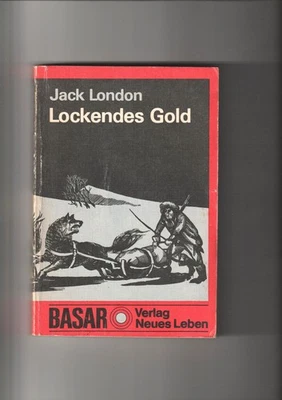 Jack London
Lockendes Gold
BASAR
Verlag
Neues Leben